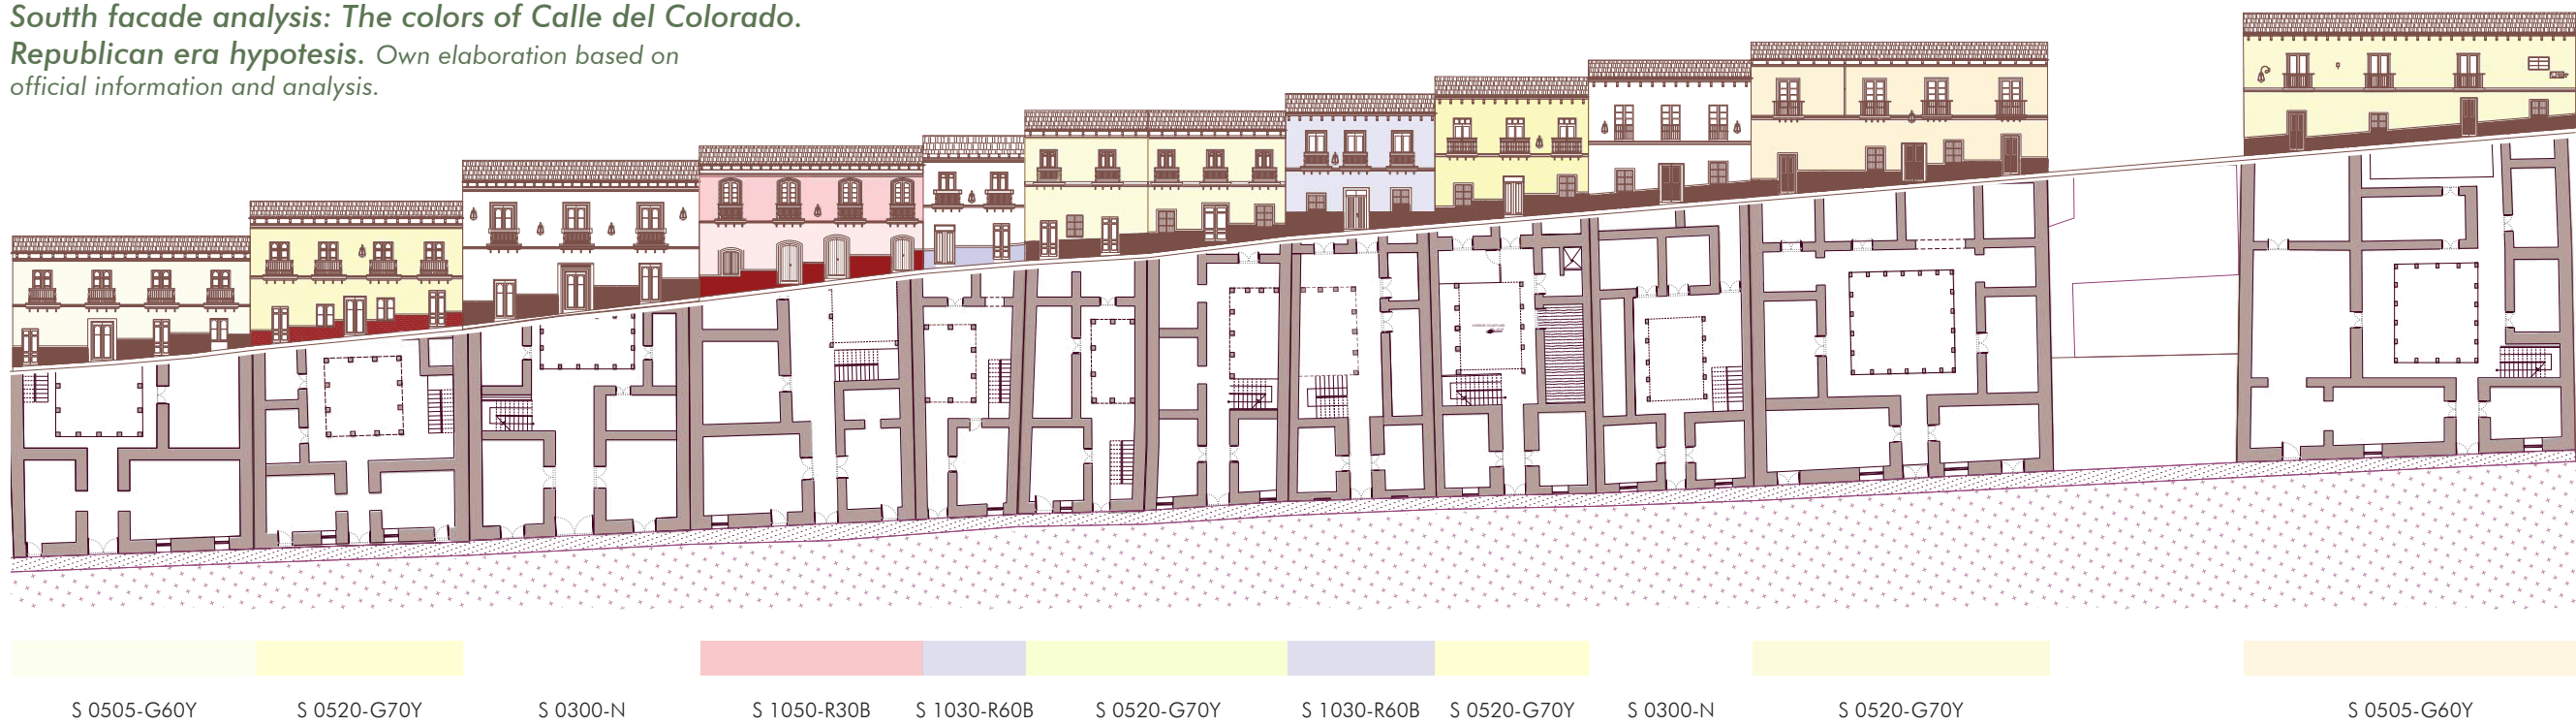 Soutth facade analysis: The colors of Calle del Colorado.
Republican era hypotesis. Own elaboration based on
official information and analysis.
S 0505-G60Y S 0520-G70Y S 0300-N S 1050-R30B S 1030-R60B S 0520-G70Y S 1030-R60B S 0520-G70Y S 0300-N S 0520-G70Y S 0505-G60Y